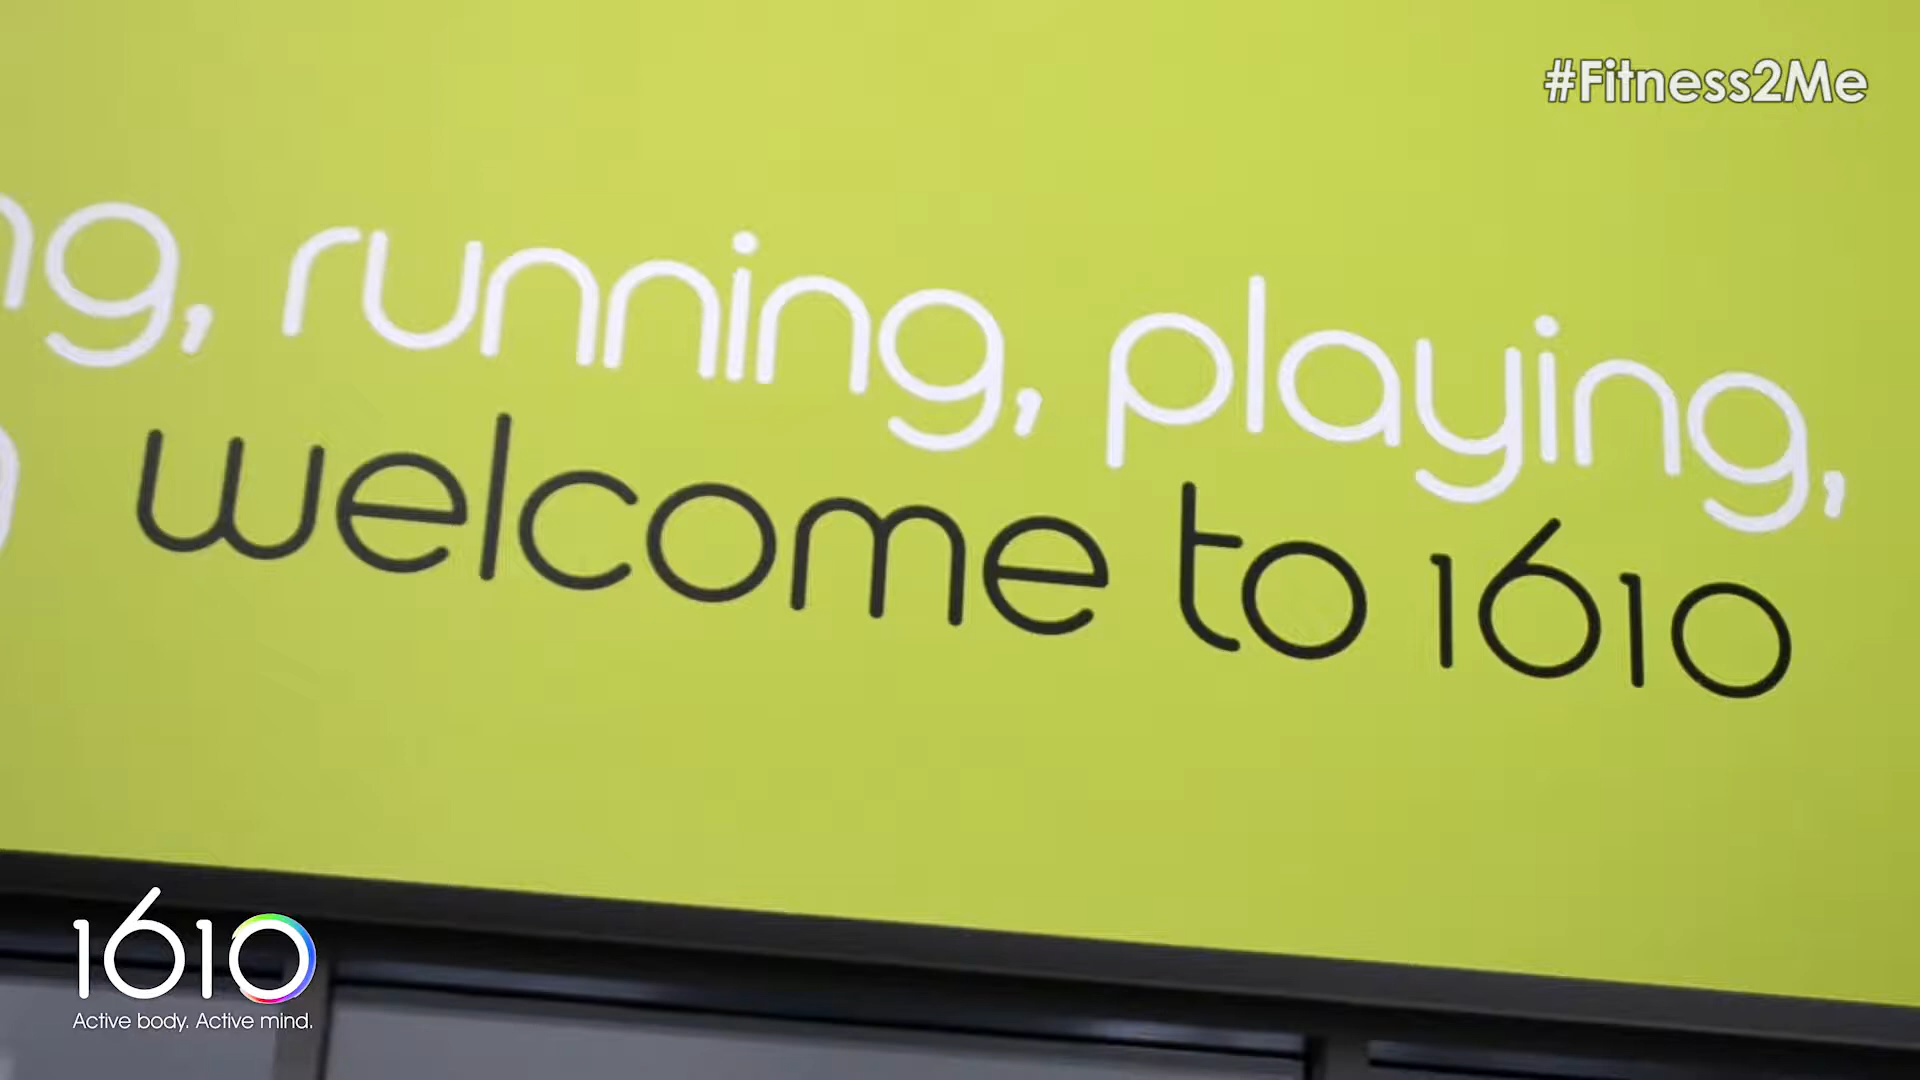 #Fitness2Me
running, playing,
welcome to 1610
1610
Active body. Active mind.